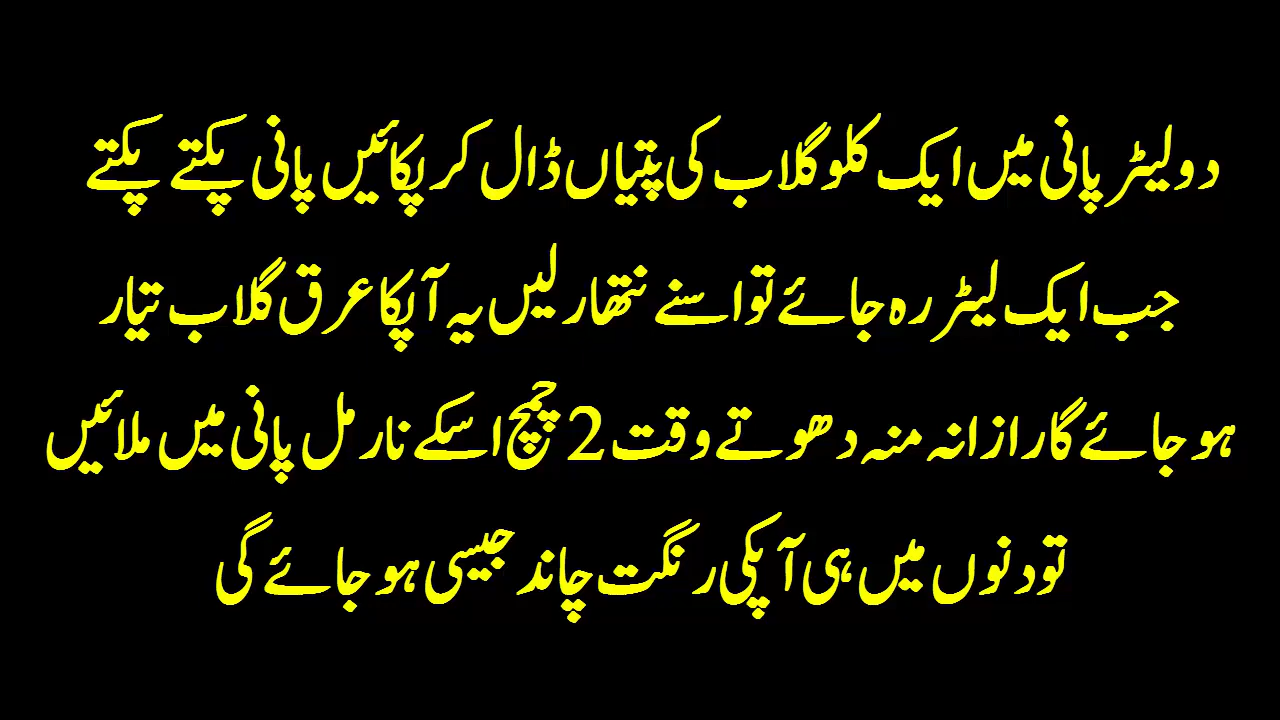 دو لیٹر پانی میں ایک کلو گلاب کی پتیاں ڈال کر پکائیں پانی پکتے پکتے
جب ایک لیٹر رہ جائے تو اسنے نتھار لیں یہ آپکا عرق گلاب تیار
ہو جائے گا رازانہ منہ دھوتے وقت 2 چمچ اسکے نارمل پانی میں ملائیں
تو دنوں میں ہی آپکی رنگت چاند جیسی ہو جائے گی